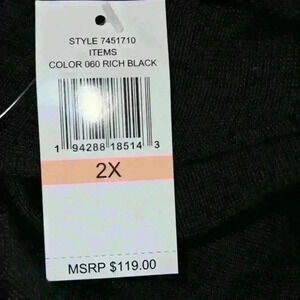 STYLE 7451710
ITEMS
COLOR 060 RICH BLACK
1 94288 18514 3
2X
MSRP $119.00